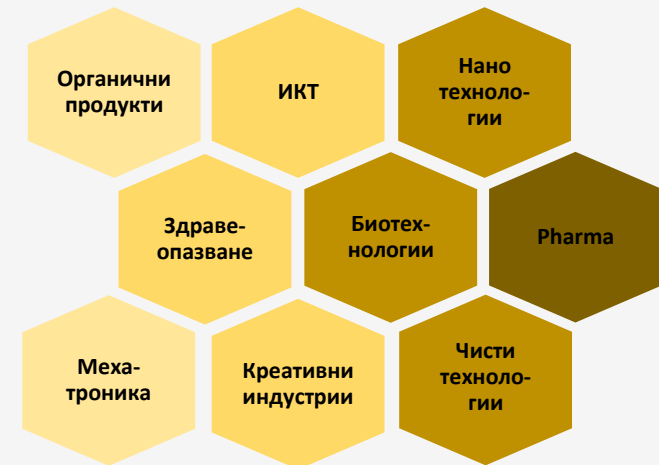 Органични
продукти
ИКТ
Нано
техноло-
гии
Здраве-
опазване
Биотех-
нологии
Pharma
Меха-
троника
Креативни
индустрии
Чисти
техноло-
гии